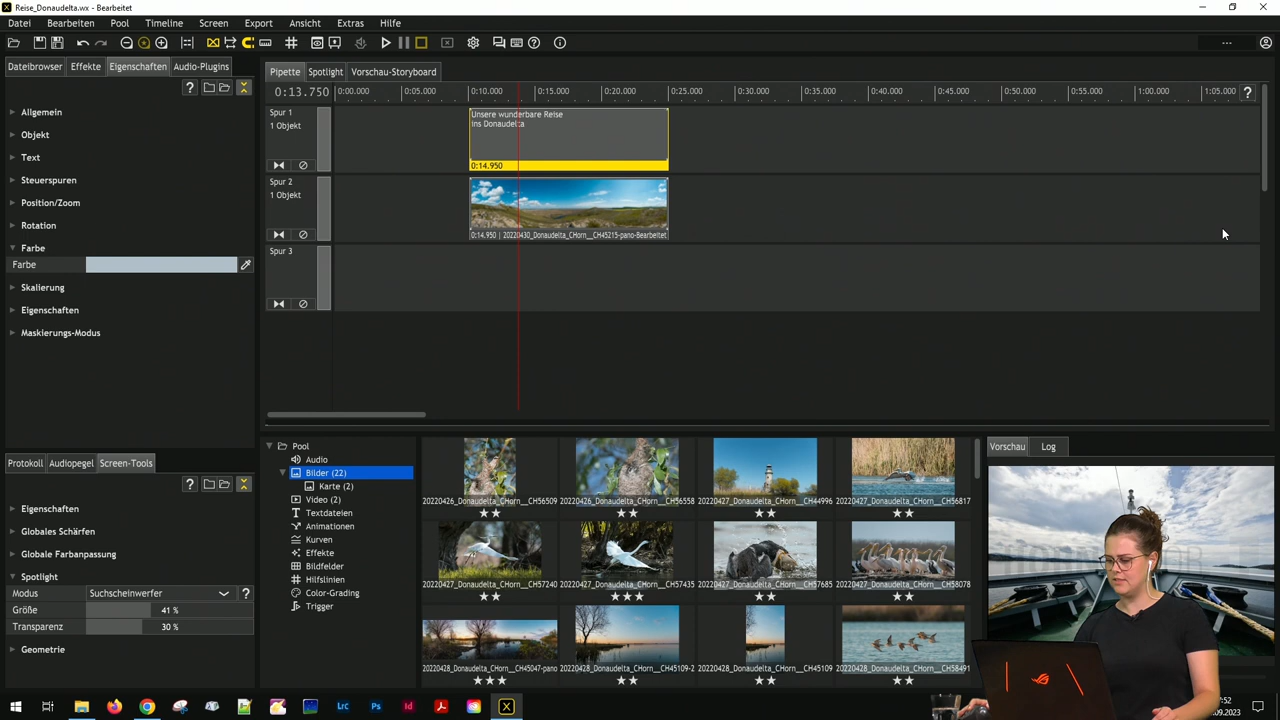 Reise_Donaudelta.wx - Bearbeitet
Datei Bearbeiten Pool Timeline Screen Export Ansicht Extras Hilfe
Dateibrowser Effekte Eigenschaften Audio-Plugins
?
Allgemein
Objekt
Text
Steuerspuren
Position/Zoom
Rotation
Farbe
Farbe
Skalierung
Eigenschaften
Maskierungs-Modus
Pipette Spotlight Vorschau-Storyboard
0:13.750 0:00.000 0:05.000 0:10.000 0:15.000 0:20.000 0:25.000 0:30.000 0:35.000 0:40.000 0:45.000 0:50.000 0:55.000 1:00.000 1:05.000 ?
Spur 1
1 Objekt
Unsere wunderbare Reise
ins Donaudelta
0:14.950
Spur 2
1 Objekt
0:14.950 | 20220430_Donaudelta_CHorn__CH45215-pano-Bearbeitet
Spur 3
Protokoll Audiopegel Screen-Tools
?
Eigenschaften
Globales Schärfen
Globale Farbanpassung
Spotlight
Modus Suchscheinwerfer ?
Größe 41 %
Transparenz 30 %
Geometrie
Pool
Audio
Bilder (22)
Karte (2)
Video (2)
Textdateien
Animationen
Kurven
Effekte
Bildfelder
Hilfslinien
Color-Grading
Trigger
20220426_Donaudelta_CHorn__CH56509 20220426_Donaudelta_CHorn__CH56558 20220427_Donaudelta_CHorn__CH44996 20220427_Donaudelta_CHorn__CH56817
20220427_Donaudelta_CHorn__CH57240 20220427_Donaudelta_CHorn__CH57435 20220427_Donaudelta_CHorn__CH57685 20220427_Donaudelta_CHorn__CH58078
20220428_Donaudelta_CHorn__CH45047-pano 20220428_Donaudelta_CHorn__CH45109-2 20220428_Donaudelta_CHorn__CH45109 20220428_Donaudelta_CHorn__CH58491
Vorschau Log
Lrc Ps Id X
:52
.09.2023